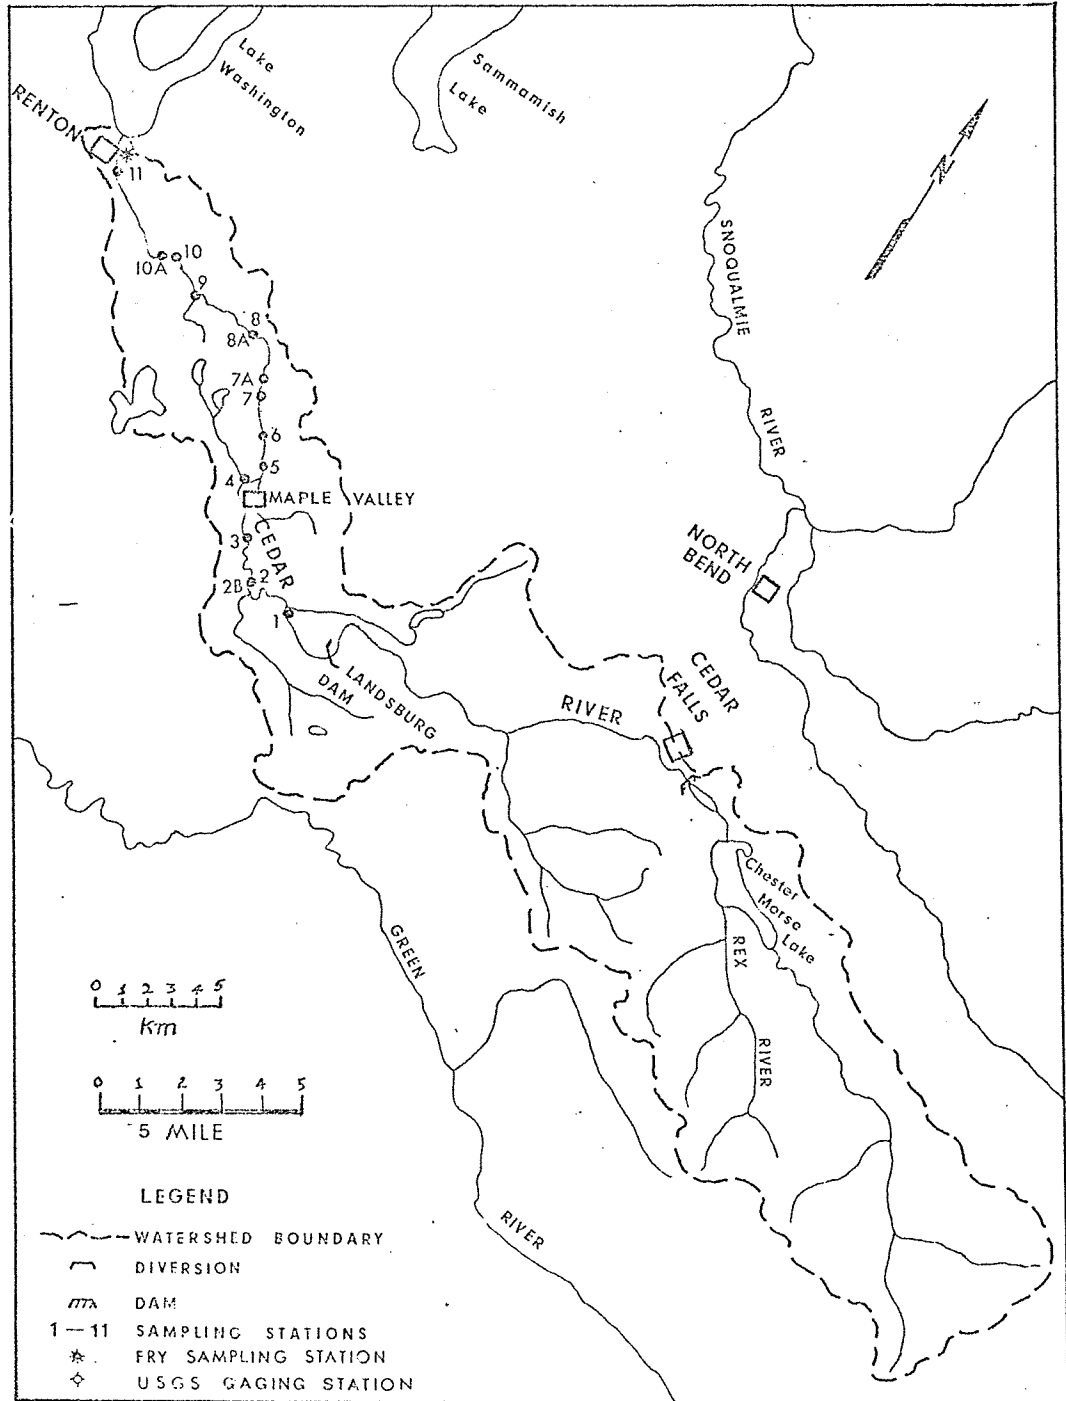 Lake
Washington
Sammamish
Lake
RENTON
11
10A
10
9
8
8A
7A
7
6
5
4
MAPLE VALLEY
3
CEDAR
2B
2
1
LANDSBURG
DAM
RIVER
CEDAR
FALLS
SNOQUALMIE
RIVER
NORTH
BEND
N
Chester
Morse
Lake
REX
RIVER
GREEN
RIVER
0 1 2 3 4 5
Km
0 1 2 3 4 5
5 MILE
LEGEND
WATERSHED BOUNDARY
DIVERSION
DAM
1—11 SAMPLING STATIONS
FRY SAMPLING STATION
USGS GAGING STATION